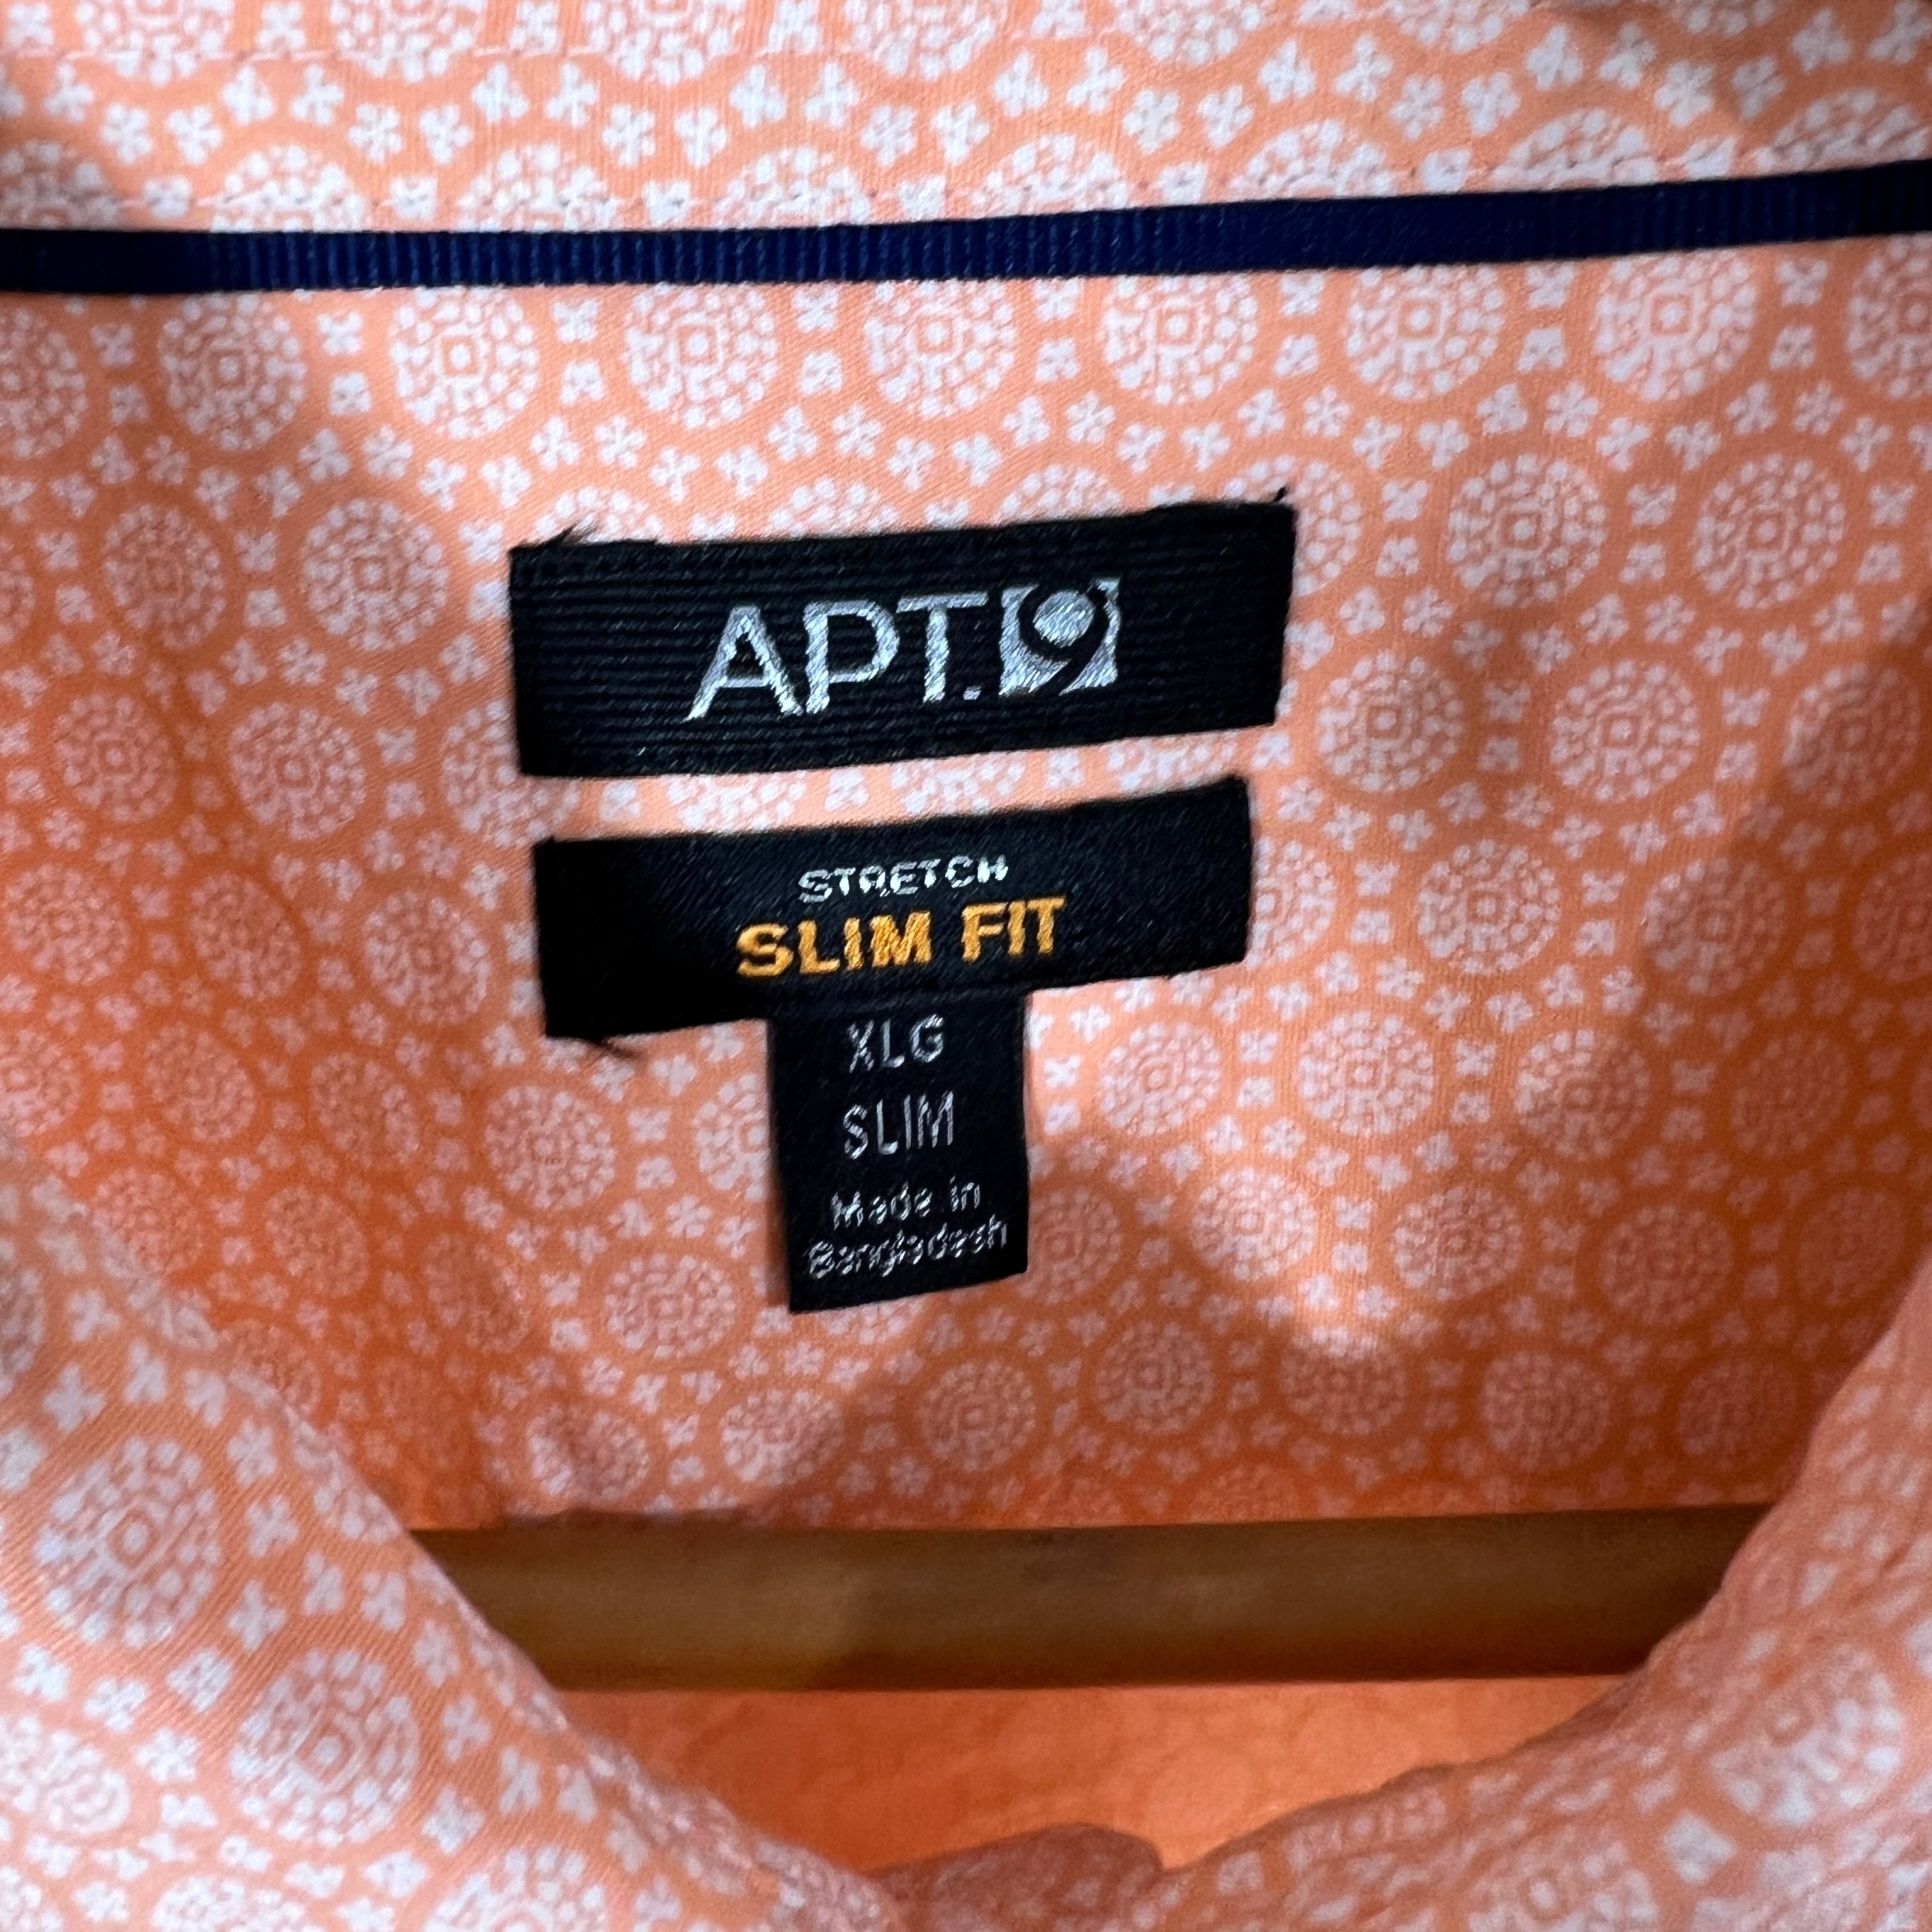 APT.9
STRETCH
SLIM FIT
XLG
SLIM
Made in
Bangladesh